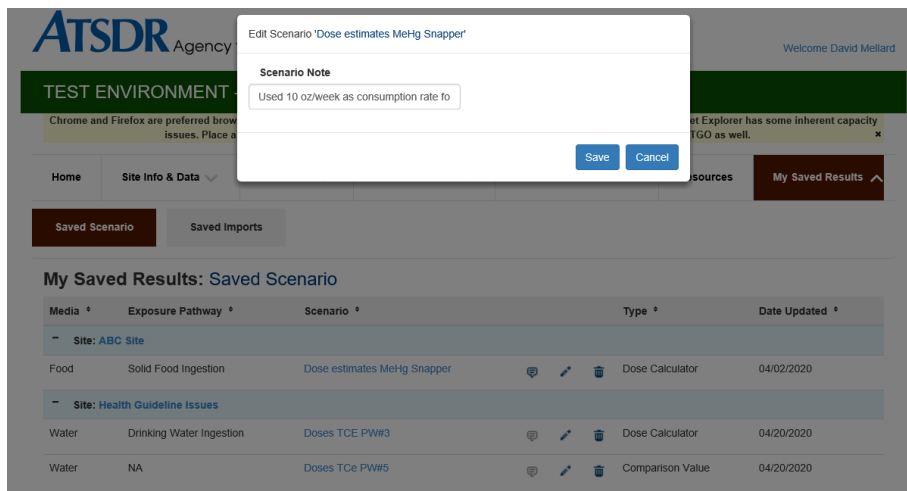 ATSDR Agency
Edit Scenario 'Dose estimates MeHg Snapper'
Welcome David Mellard
Scenario Note
Used 10 oz/week as consumption rate fo
TEST ENVIRONMENT
Chrome and Firefox are preferred brow
et Explorer has some inherent capacity
issues. Place a
TGO as well. ×
Save Cancel
Home Site Info & Data sources My Saved Results
Saved Scenario Saved Imports
My Saved Results: Saved Scenario
Media Exposure Pathway Scenario Type Date Updated
− Site: ABC Site
Food Solid Food Ingestion Dose estimates MeHg Snapper Dose Calculator 04/02/2020
− Site: Health Guideline Issues
Water Drinking Water Ingestion Doses TCE PW#3 Dose Calculator 04/20/2020
Water NA Doses TCe PW#5 Comparison Value 04/20/2020